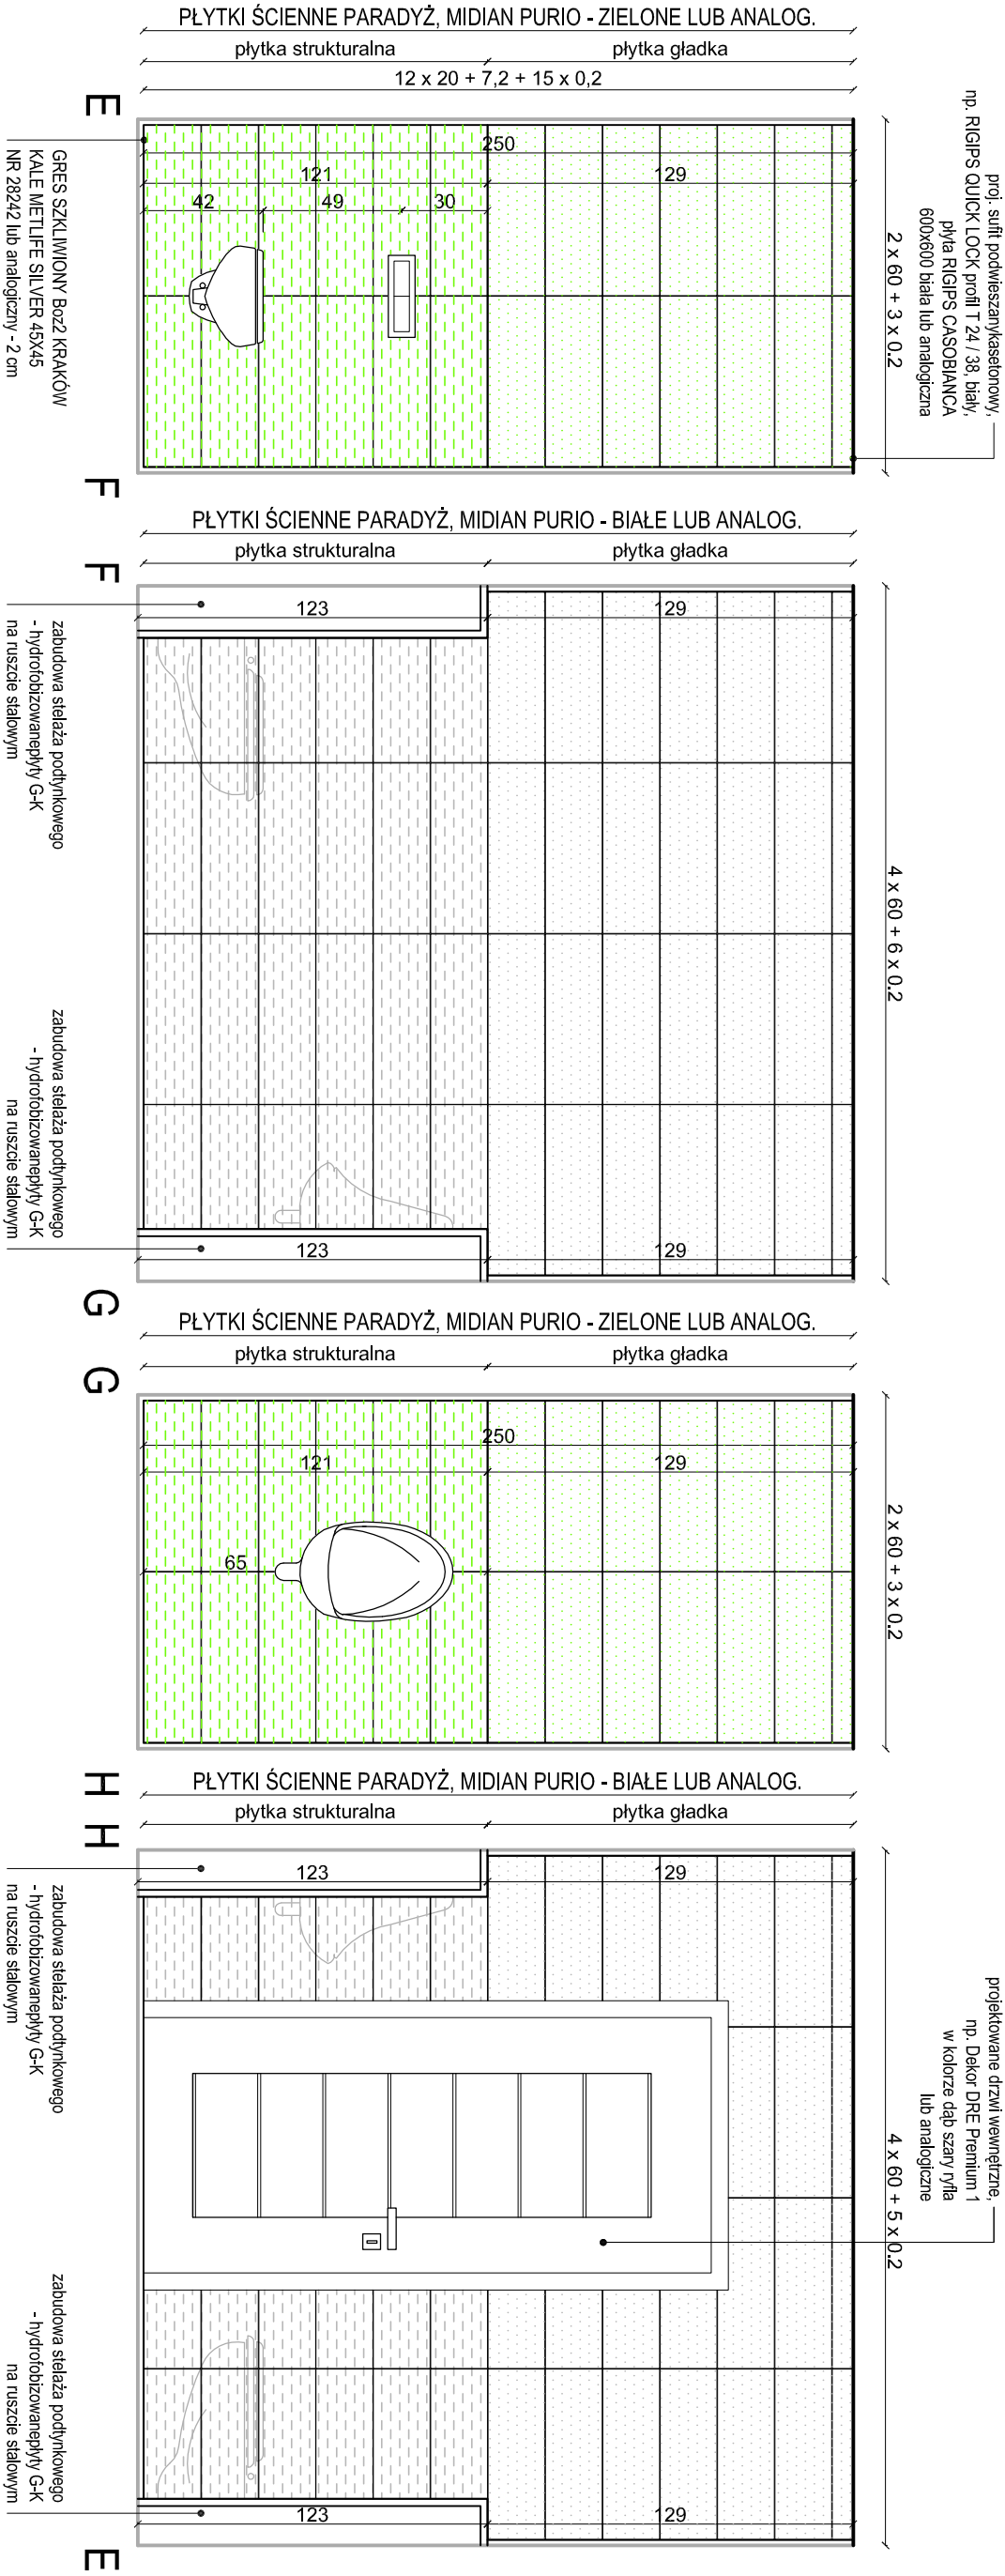 PŁYTKI ŚCIENNE PARADYŻ, MIDIAN PURIO - ZIELONE LUB ANALOG.
płytka strukturalna
płytka gładka
12 x 20 + 7,2 + 15 x 0,2
proj. sufit podwieszanykasetonowy,
np. RIGIPS QUICK LOCK profil T 24 / 38, biały,
płyta RIGIPS CASOBIANCA
600x600 biała lub analogiczna
2 x 60 + 3 x 0.2
E
250
121
129
42
49
30
GRES SZKLIWIONY Boz2 KRAKÓW
KALE METLIFE SILVER 45X45
NR 28242 lub analogiczny - 2 cm
F
PŁYTKI ŚCIENNE PARADYŻ, MIDIAN PURIO - BIAŁE LUB ANALOG.
płytka strukturalna
płytka gładka
F
123
129
4 x 60 + 6 x 0.2
zabudowa stelaża podtynkowego
- hydrofobizowanepłyty G-K
na ruszcie stalowym
zabudowa stelaża podtynkowego
- hydrofobizowanepłyty G-K
na ruszcie stalowym
123
129
G
PŁYTKI ŚCIENNE PARADYŻ, MIDIAN PURIO - ZIELONE LUB ANALOG.
płytka strukturalna
płytka gładka
G
250
121
129
65
2 x 60 + 3 x 0.2
H
PŁYTKI ŚCIENNE PARADYŻ, MIDIAN PURIO - BIAŁE LUB ANALOG.
płytka strukturalna
płytka gładka
H
123
129
zabudowa stelaża podtynkowego
- hydrofobizowanepłyty G-K
na ruszcie stalowym
projektowane drzwi wewnętrzne,
np. Dekor DRE Premium 1
w kolorze dąb szary ryfla
lub analogiczne
4 x 60 + 5 x 0.2
zabudowa stelaża podtynkowego
- hydrofobizowanepłyty G-K
na ruszcie stalowym
123
129
E